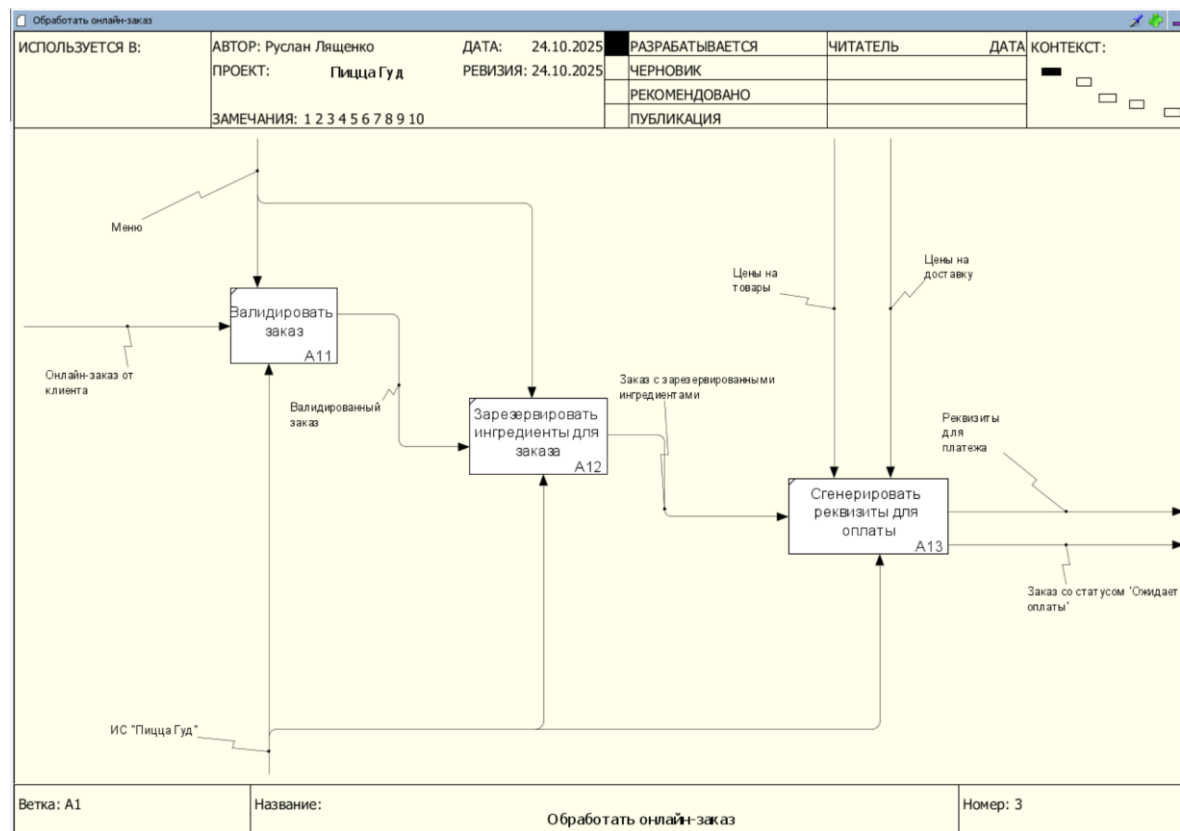 Обработать онлайн-заказ
ИСПОЛЬЗУЕТСЯ В:
АВТОР: Руслан Лященко
ДАТА: 24.10.2025
РАЗРАБАТЫВАЕТСЯ
ЧИТАТЕЛЬ
ДАТА
КОНТЕКСТ:
ПРОЕКТ: Пицца Гуд
РЕВИЗИЯ: 24.10.2025
ЧЕРНОВИК
РЕКОМЕНДОВАНО
ЗАМЕЧАНИЯ: 1 2 3 4 5 6 7 8 9 10
ПУБЛИКАЦИЯ
Меню
Цены на
товары
Цены на
доставку
Валидировать
заказ
A11
Онлайн-заказ от
клиента
Валидированный
заказ
Заказ с зарезервированными
ингредиентами
Зарезервировать
ингредиенты для
заказа
A12
Реквизиты
для
платежа
Сгенерировать
реквизиты для
оплаты
A13
Заказ со статусом 'Ожидает
оплаты'
ИС "Пицца Гуд"
Ветка: A1
Название:
Обработать онлайн-заказ
Номер: 3